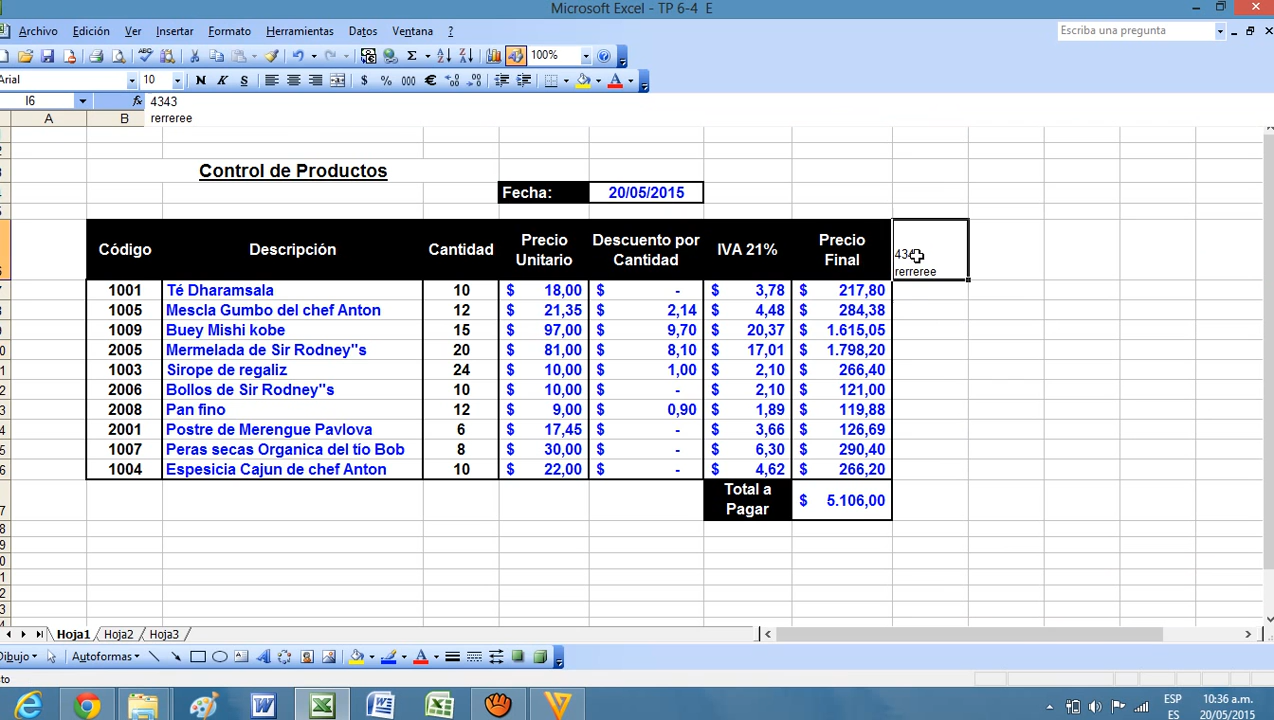 Microsoft Excel - TP 6-4 E
Archivo Edición Ver Insertar Formato Herramientas Datos Ventana ? Escriba una pregunta
100%
Arial 10 N K S $ % 000 €
I6 fx 4343
rerreree
A B
Control de Productos
Fecha: 20/05/2015
Código Descripción Cantidad Precio Unitario Descuento por Cantidad IVA 21% Precio Final
rerreree
1001 Té Dharamsala 10 $ 18,00 $ - $ 3,78 $ 217,80
1005 Mescla Gumbo del chef Anton 12 $ 21,35 $ 2,14 $ 4,48 $ 284,38
1009 Buey Mishi kobe 15 $ 97,00 $ 9,70 $ 20,37 $ 1.615,05
2005 Mermelada de Sir Rodney"s 20 $ 81,00 $ 8,10 $ 17,01 $ 1.798,20
1003 Sirope de regaliz 24 $ 10,00 $ 1,00 $ 2,10 $ 266,40
2006 Bollos de Sir Rodney"s 10 $ 10,00 $ - $ 2,10 $ 121,00
2008 Pan fino 12 $ 9,00 $ 0,90 $ 1,89 $ 119,88
2001 Postre de Merengue Pavlova 6 $ 17,45 $ - $ 3,66 $ 126,69
1007 Peras secas Organica del tío Bob 8 $ 30,00 $ - $ 6,30 $ 290,40
1004 Espesicia Cajun de chef Anton 10 $ 22,00 $ - $ 4,62 $ 266,20
Total a Pagar $ 5.106,00
Hoja1 Hoja2 Hoja3
Dibujo Autoformas
ESP 10:36 a.m.
ES 20/05/2015